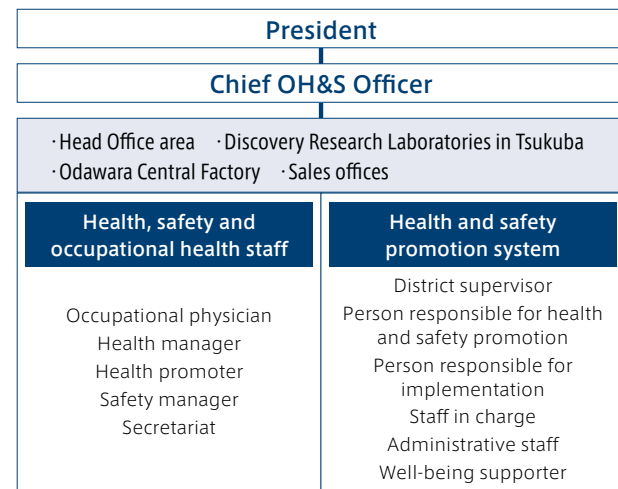 President
Chief OH&S Officer
·Head Office area ·Discovery Research Laboratories in Tsukuba
·Odawara Central Factory ·Sales offices
Health, safety and
occupational health staff
Occupational physician
Health manager
Health promoter
Safety manager
Secretariat
Health and safety
promotion system
District supervisor
Person responsible for health
and safety promotion
Person responsible for
implementation
Staff in charge
Administrative staff
Well-being supporter